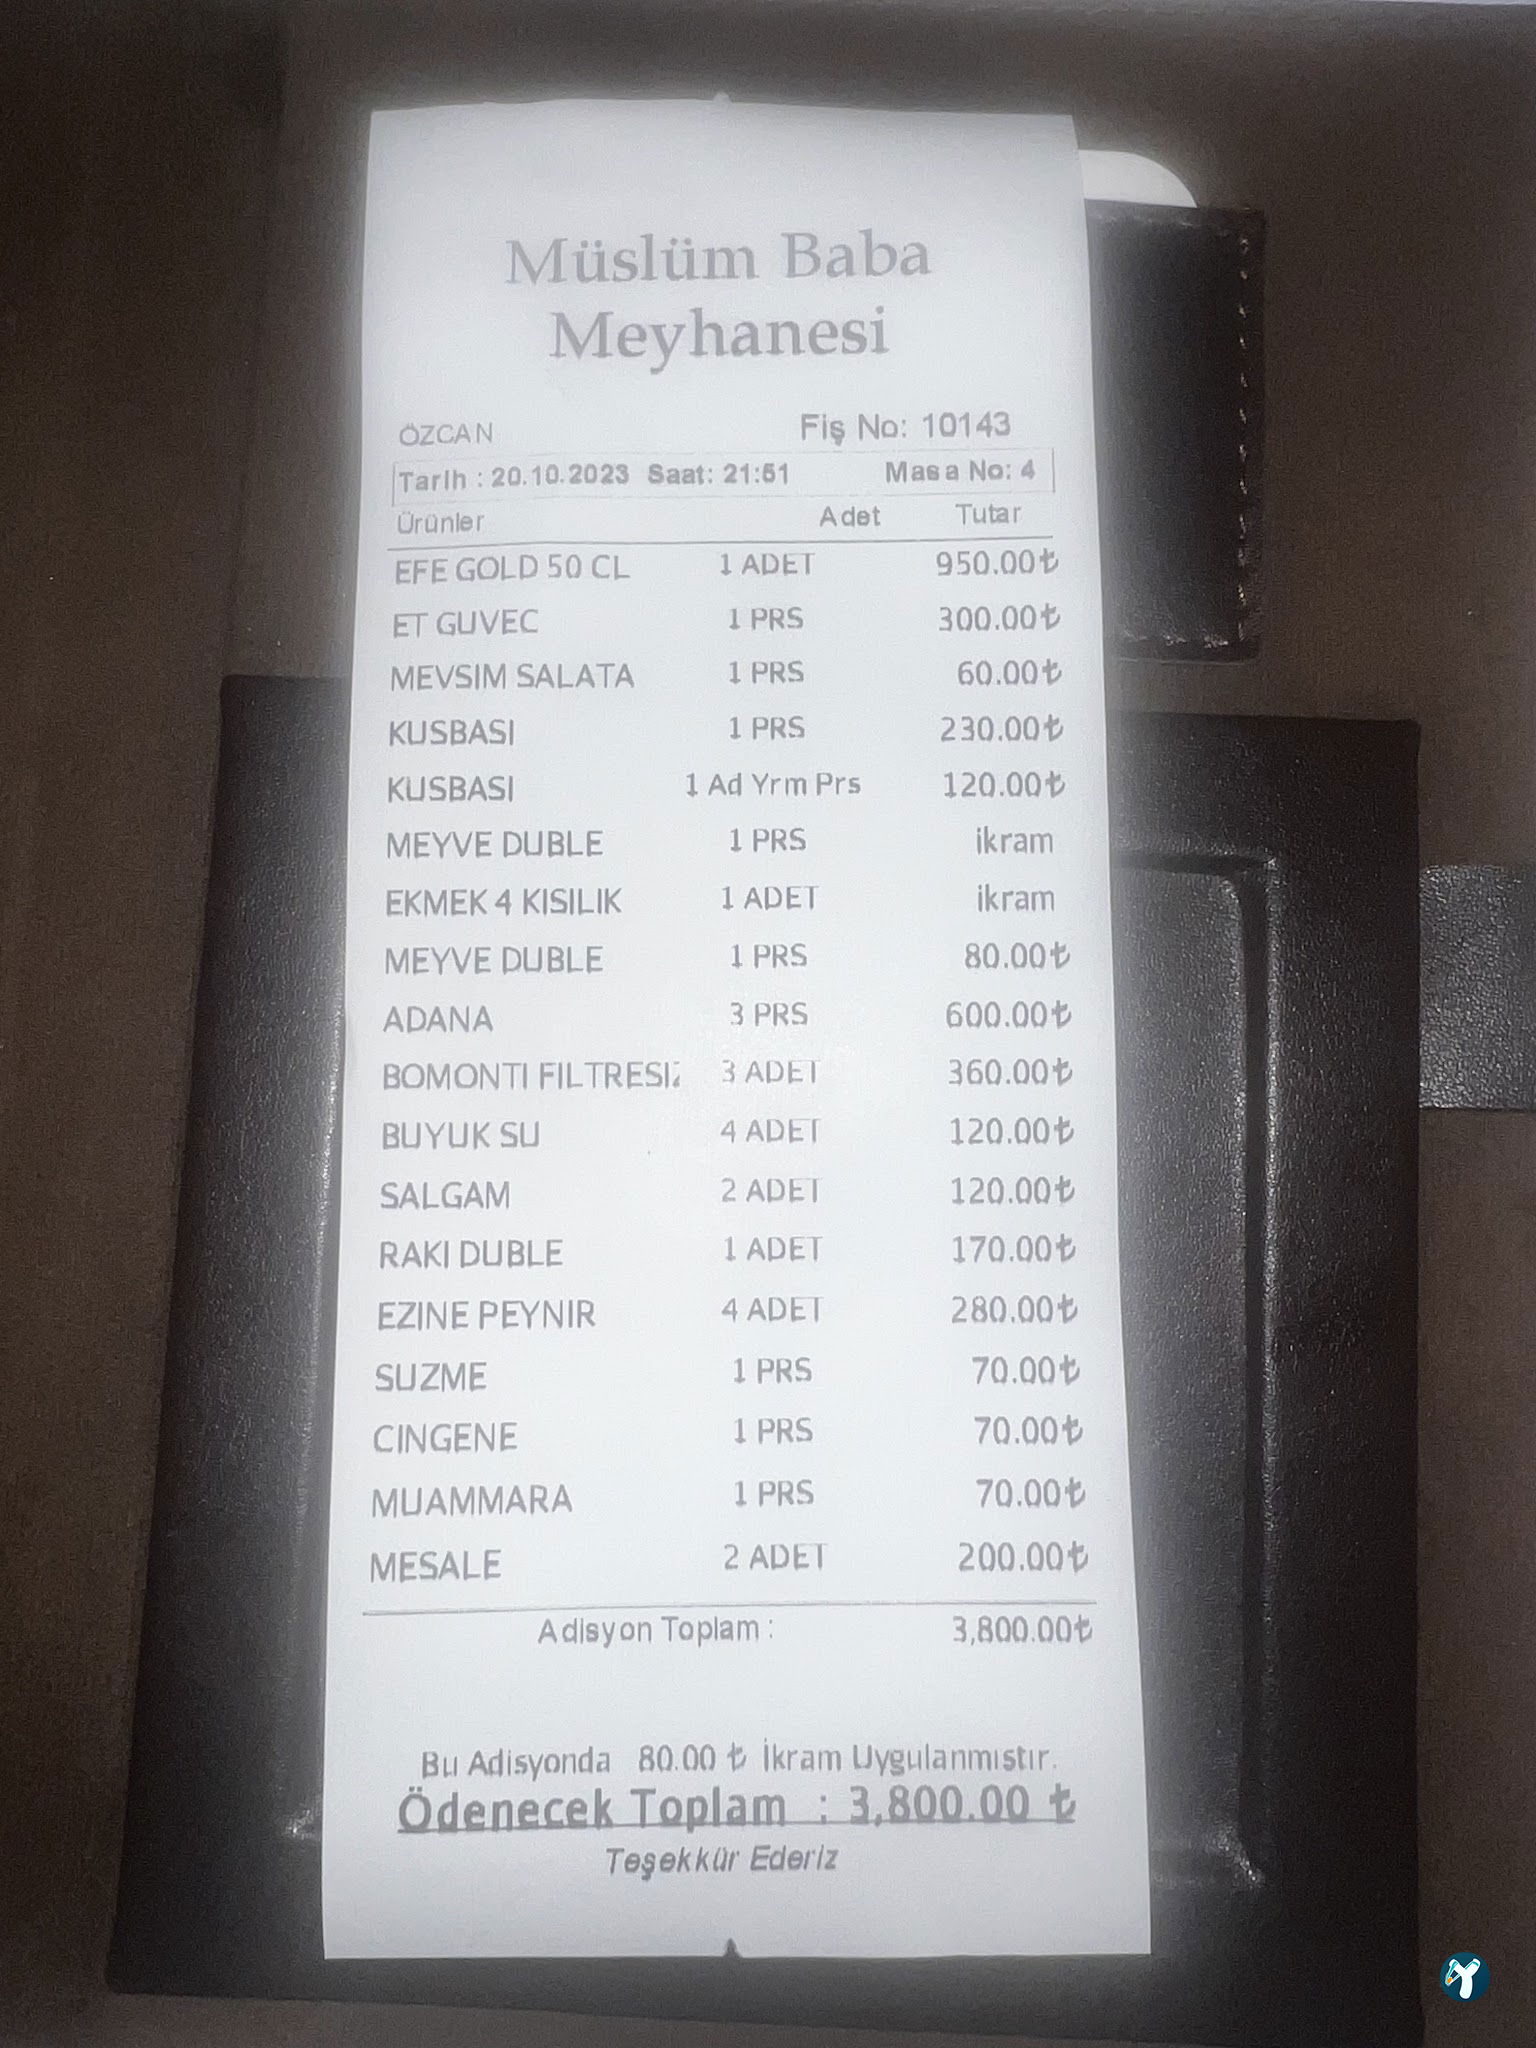 Müslüm Baba
Meyhanesi
ÖZCAN Fiş No: 10143
Tarih : 20.10.2023 Saat: 21:51 Masa No: 4
Ürünler Adet Tutar
EFE GOLD 50 CL 1 ADET 950.00₺
ET GUVEC 1 PRS 300.00₺
MEVSIM SALATA 1 PRS 60.00₺
KUSBASI 1 PRS 230.00₺
KUSBASI 1 Ad Yrm Prs 120.00₺
MEYVE DUBLE 1 PRS ikram
EKMEK 4 KISILIK 1 ADET ikram
MEYVE DUBLE 1 PRS 80.00₺
ADANA 3 PRS 600.00₺
BOMONTI FILTRESIZ 3 ADET 360.00₺
BUYUK SU 4 ADET 120.00₺
SALGAM 2 ADET 120.00₺
RAKI DUBLE 1 ADET 170.00₺
EZINE PEYNIR 4 ADET 280.00₺
SUZME 1 PRS 70.00₺
CINGENE 1 PRS 70.00₺
MUAMMARA 1 PRS 70.00₺
MESALE 2 ADET 200.00₺
Adisyon Toplam : 3,800.00₺
Bu Adisyonda 80.00 ₺ İkram Uygulanmıstır.
Ödenecek Toplam : 3,800.00 ₺
Teşekkür Ederiz